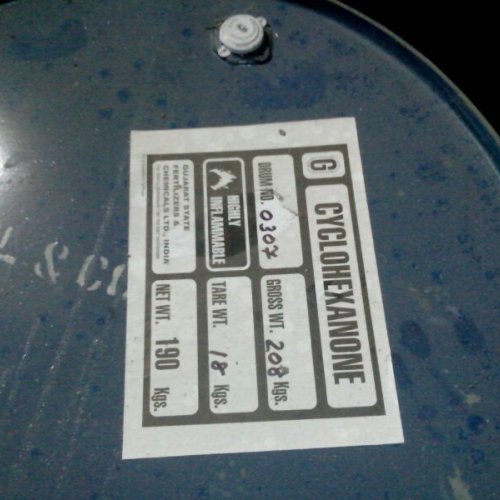 G CYCLOHEXANONE
DRUM NO. 0307
GROSS WT. 208 Kgs.
HIGHLY
INFLAMMABLE
TARE WT. 18 Kgs.
GUJARAT STATE
FERTILIZERS &
CHEMICALS LTD., INDIA
NET WT. 190 Kgs.
& CO